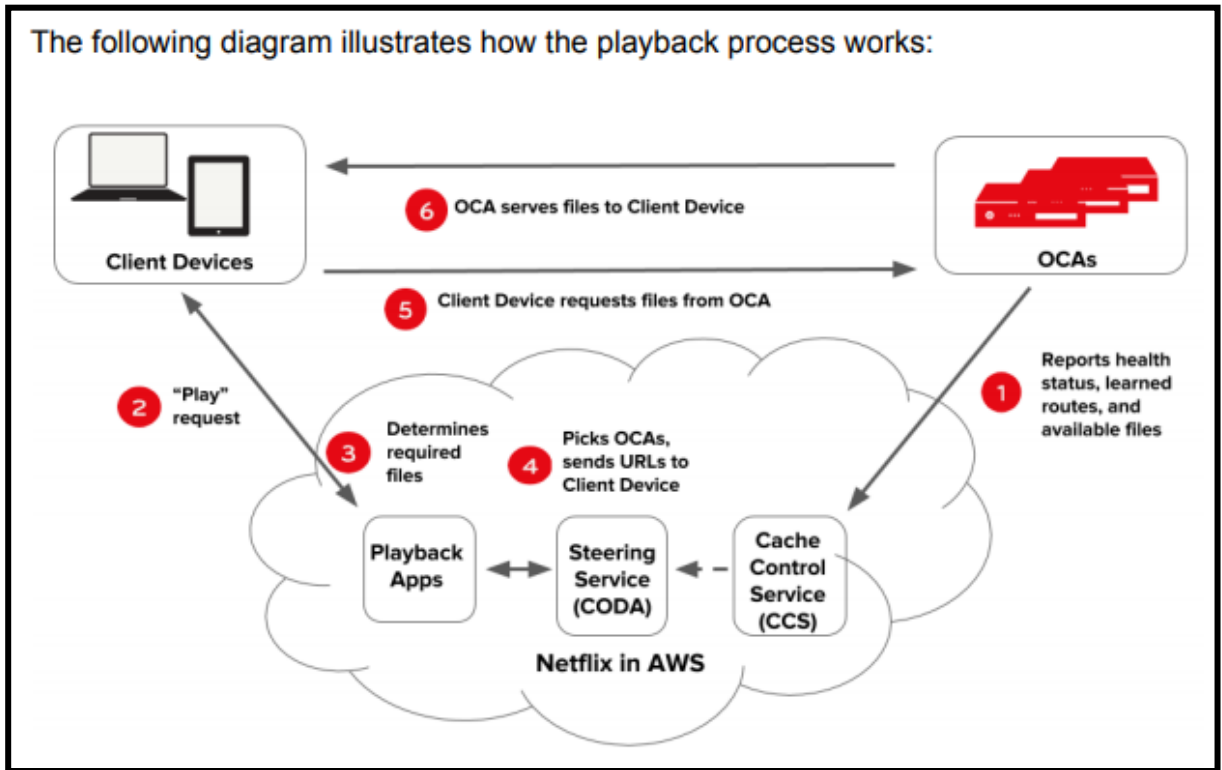 The following diagram illustrates how the playback process works:
Client Devices
OCAs
6 OCA serves files to Client Device
5 Client Device requests files from OCA
1 Reports health
status, learned
routes, and
available files
2 “Play”
request
3 Determines
required
files
4 Picks OCAs,
sends URLs to
Client Device
Playback
Apps
Steering
Service
(CODA)
Cache
Control
Service
(CCS)
Netflix in AWS